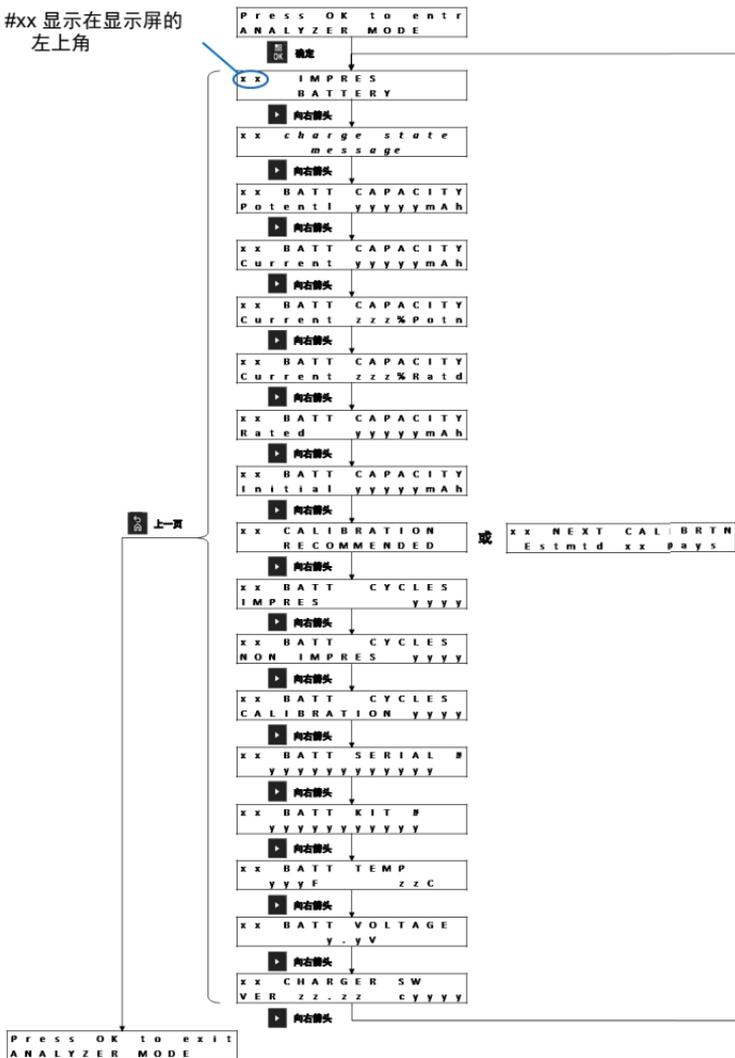 #xx 显示在显示屏的
左上角
Press OK to entr
ANALYZER MODE
OK 确定
xx IMPRES
BATTERY
向右箭头
xx charge state
message
向右箭头
xx BATT CAPACITY
Potentl yyyyymAh
向右箭头
xx BATT CAPACITY
Current yyyyymAh
向右箭头
xx BATT CAPACITY
Current zzz%Potn
向右箭头
xx BATT CAPACITY
Current zzz%Ratd
向右箭头
xx BATT CAPACITY
Rated yyyyymAh
向右箭头
xx BATT CAPACITY
Initial yyyyymAh
向右箭头
上一页
xx CALIBRATION
RECOMMENDED
或
xx NEXT CALIBRTN
Estmtd xx pays
向右箭头
xx BATT CYCLES
IMPRES yyyy
向右箭头
xx BATT CYCLES
NON IMPRES yyyy
向右箭头
xx BATT CYCLES
CALIBRATION yyyy
向右箭头
xx BATT SERIAL #
yyyyyyyyyyyy
向右箭头
xx BATT KIT #
yyyyyyyyyyy
向右箭头
xx BATT TEMP
yyyF zzC
向右箭头
xx BATT VOLTAGE
y.yV
向右箭头
xx CHARGER SW
VER zz.zz cyyyy
向右箭头
Press OK to exit
ANALYZER MODE